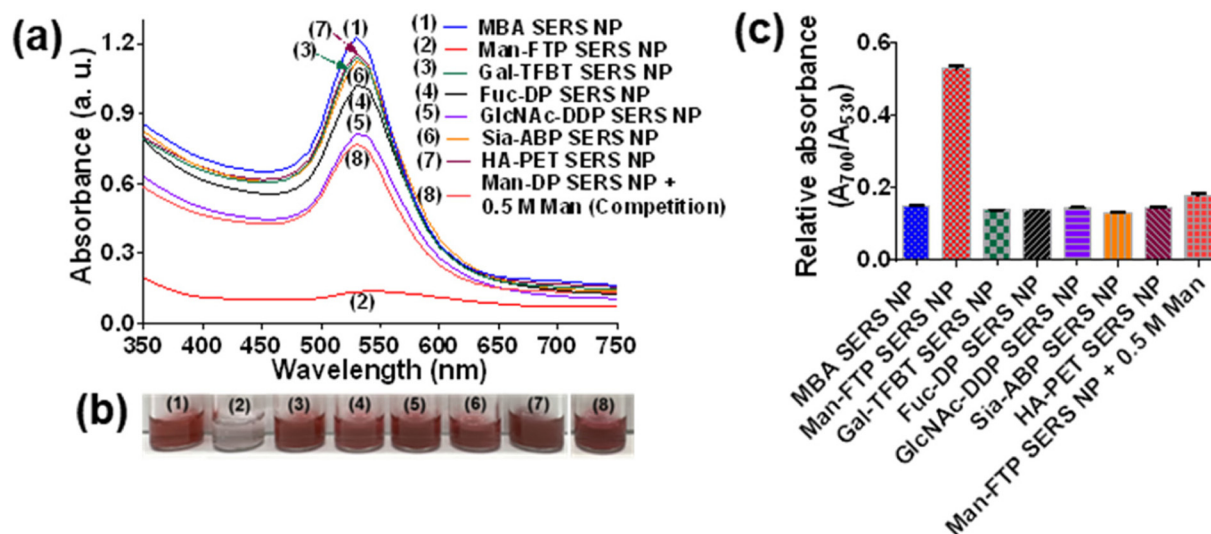 (a)
Absorbance (a. u.)
1.2
0.9
0.6
0.3
0.0
350 400 450 500 550 600 650 700 750
Wavelength (nm)
(1)
(7)
(3)
(6)
(4)
(5)
(8)
(2)
(1) MBA SERS NP
(2) Man-FTP SERS NP
(3) Gal-TFBT SERS NP
(4) Fuc-DP SERS NP
(5) GlcNAc-DDP SERS NP
(6) Sia-ABP SERS NP
(7) HA-PET SERS NP
Man-DP SERS NP +
(8) 0.5 M Man (Competition)
(b)
(1) (2) (3) (4) (5) (6) (7) (8)
(c)
Relative absorbance
(A700/A530)
0.6
0.4
0.2
0.0
MBA SERS NP
Man-FTP SERS NP
Gal-TFBT SERS NP
Fuc-DP SERS NP
GlcNAc-DDP SERS NP
Sia-ABP SERS NP
HA-PET SERS NP
Man-FTP SERS NP + 0.5 M Man